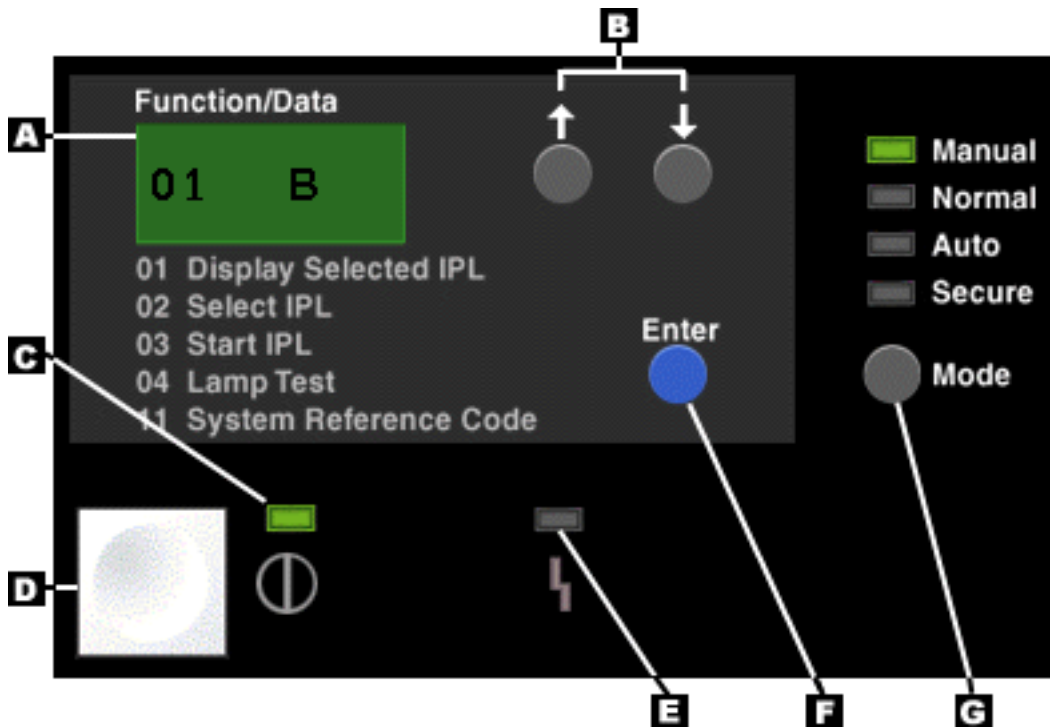 B
Function/Data
A
01 B
Manual
Normal
Auto
Secure
01 Display Selected IPL
02 Select IPL
03 Start IPL
04 Lamp Test
11 System Reference Code
Enter
Mode
C
D
E
F
G